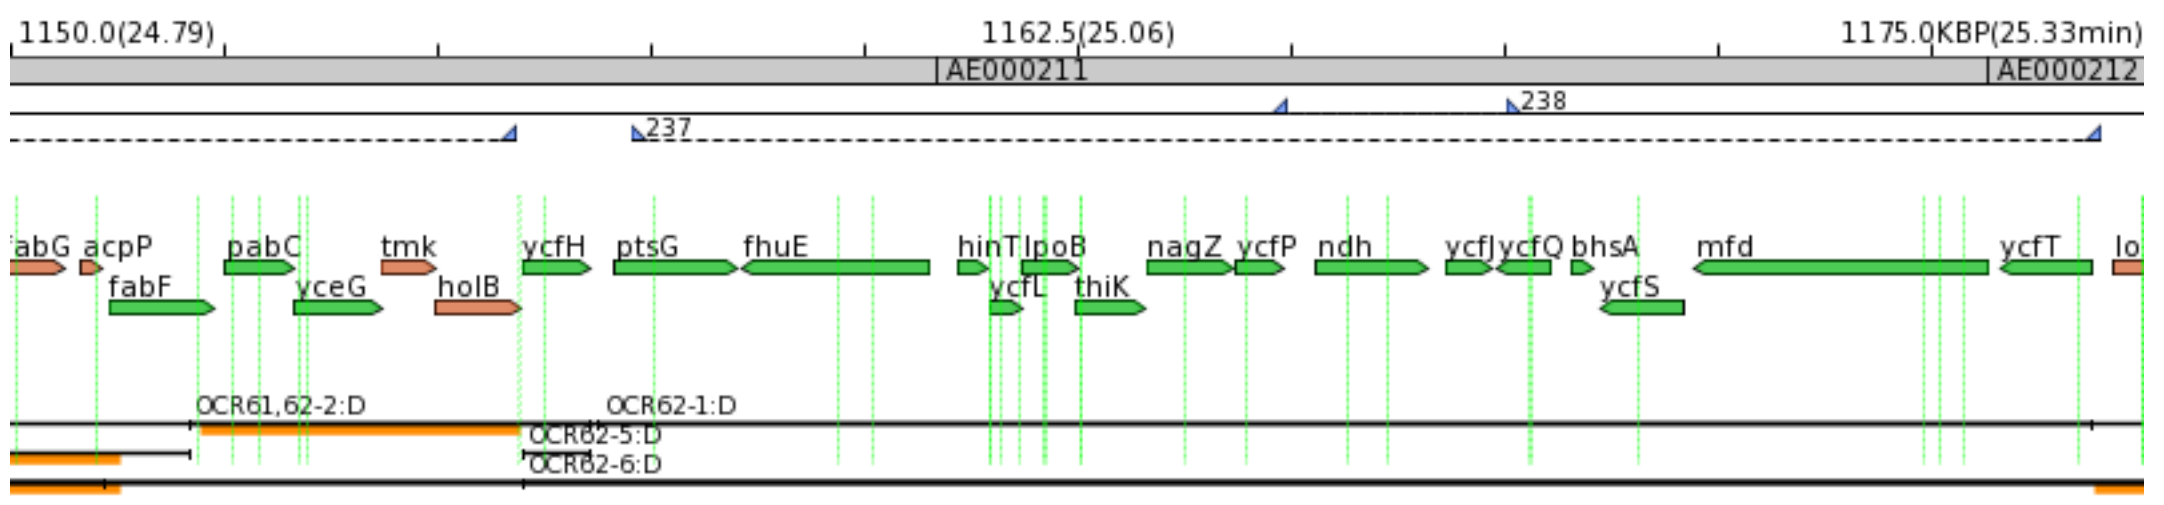 1150.0(24.79) 1162.5(25.06) 1175.0KBP(25.33min)
AE000211 AE000212
238
237
abG acpP pabC tmk ycfH ptsG fhuE hinT lpoB nagZ ycfP ndh ycfJ ycfQ bhsA mfd ycfT lo
fabF yceG holB ycfL thiK ycfS
OCR61,62-2:D OCR62-1:D
OCR62-5:D
OCR62-6:D